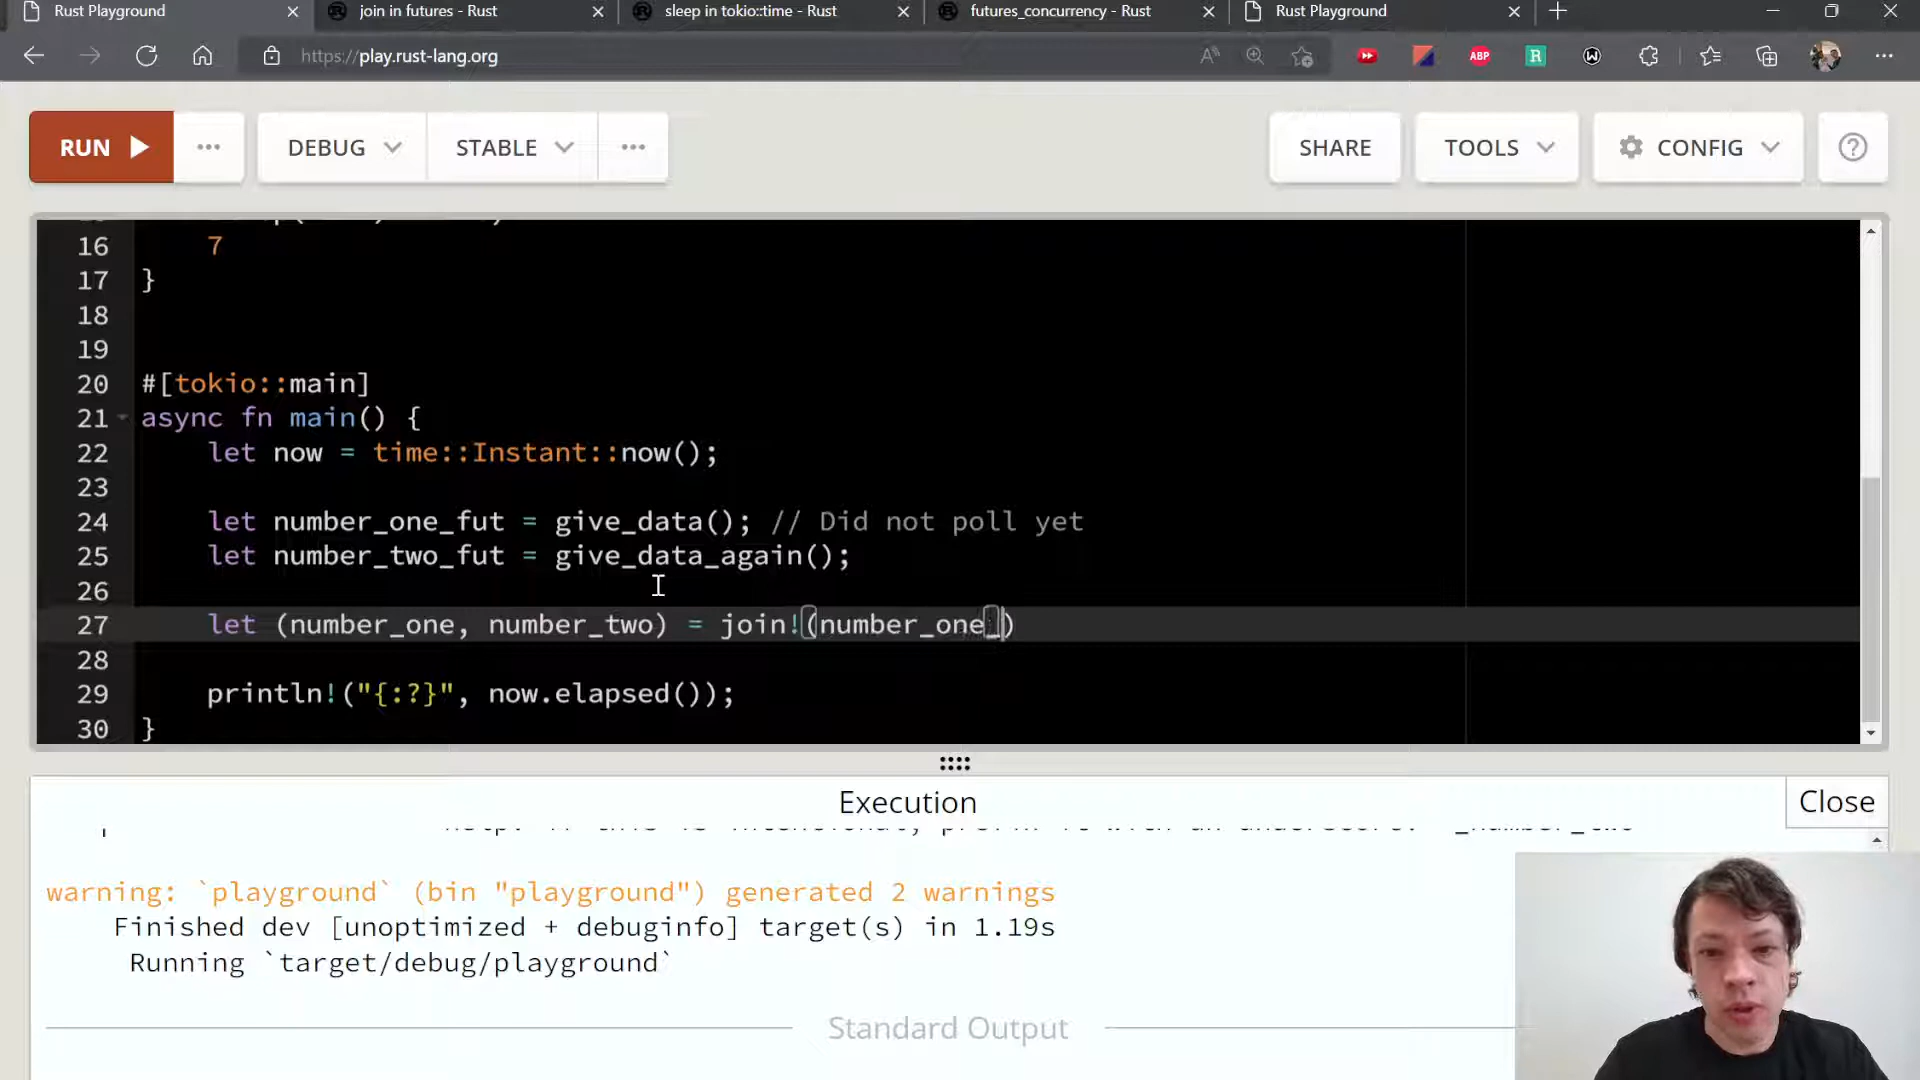 Rust Playground
join in futures - Rust
sleep in tokio::time - Rust
futures_concurrency - Rust
Rust Playground
https://play.rust-lang.org
ABP
R
W
RUN
DEBUG
STABLE
SHARE
TOOLS
CONFIG
16 7
17 }
18
19
20 #[tokio::main]
21 async fn main() {
22 let now = time::Instant::now();
23
24 let number_one_fut = give_data(); // Did not poll yet
25 let number_two_fut = give_data_again();
26
27 let (number_one, number_two) = join!(number_one_)
28
29 println!("{:?}", now.elapsed());
30 }
Execution
Close
warning: `playground` (bin "playground") generated 2 warnings
Finished dev [unoptimized + debuginfo] target(s) in 1.19s
Running `target/debug/playground`
Standard Output